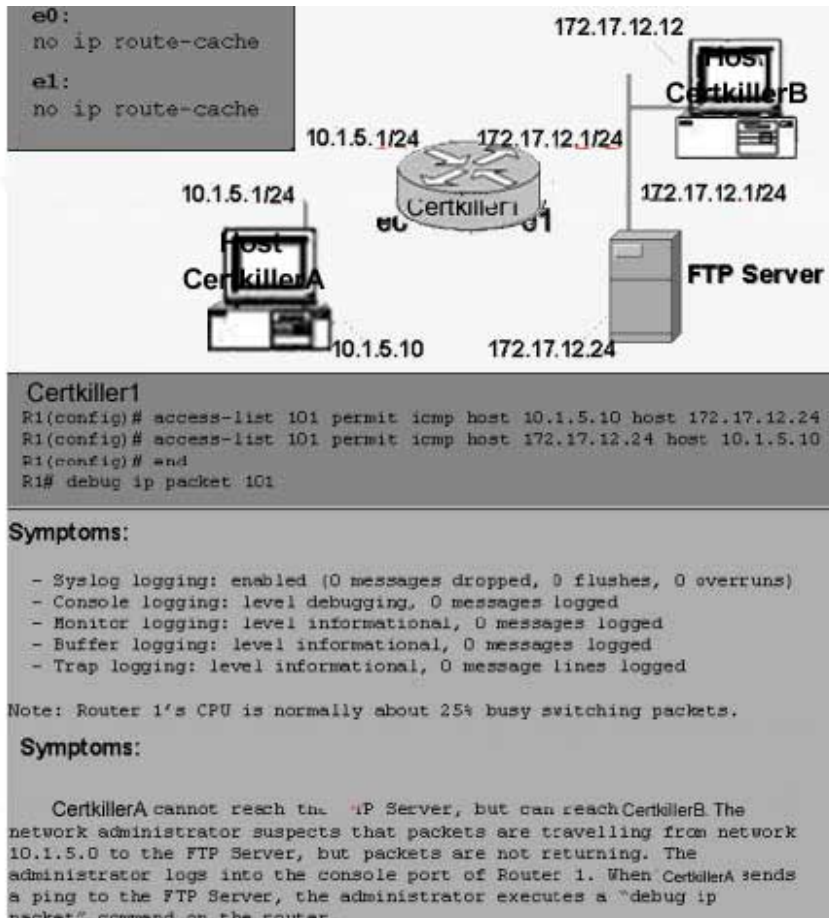 e0:
no ip route-cache
e1:
no ip route-cache
172.17.12.12
Host
CertkillerB
10.1.5.1/24
172.17.12.1/24
10.1.5.1/24
Certkiller1
e0
e1
172.17.12.1/24
Host
CertkillerA
FTP Server
10.1.5.10
172.17.12.24
Certkiller1
R1(config)# access-list 101 permit icmp host 10.1.5.10 host 172.17.12.24
R1(config)# access-list 101 permit icmp host 172.17.12.24 host 10.1.5.10
R1(config)# end
R1# debug ip packet 101
Symptoms:
- Syslog logging: enabled (0 messages dropped, 0 flushes, 0 overruns)
- Console logging: level debugging, 0 messages logged
- Monitor logging: level informational, 0 messages logged
- Buffer logging: level informational, 0 messages logged
- Trap logging: level informational, 0 message lines logged
Note: Router 1's CPU is normally about 25% busy switching packets.
Symptoms:
CertkillerA cannot reach the Server, but can reach CertkillerB. The
network administrator suspects that packets are travelling from network
10.1.5.0 to the FTP Server, but packets are not returning. The
administrator logs into the console port of Router 1. When CertkillerA sends
a ping to the FTP Server, the administrator executes a "debug ip
packet" command on the router.